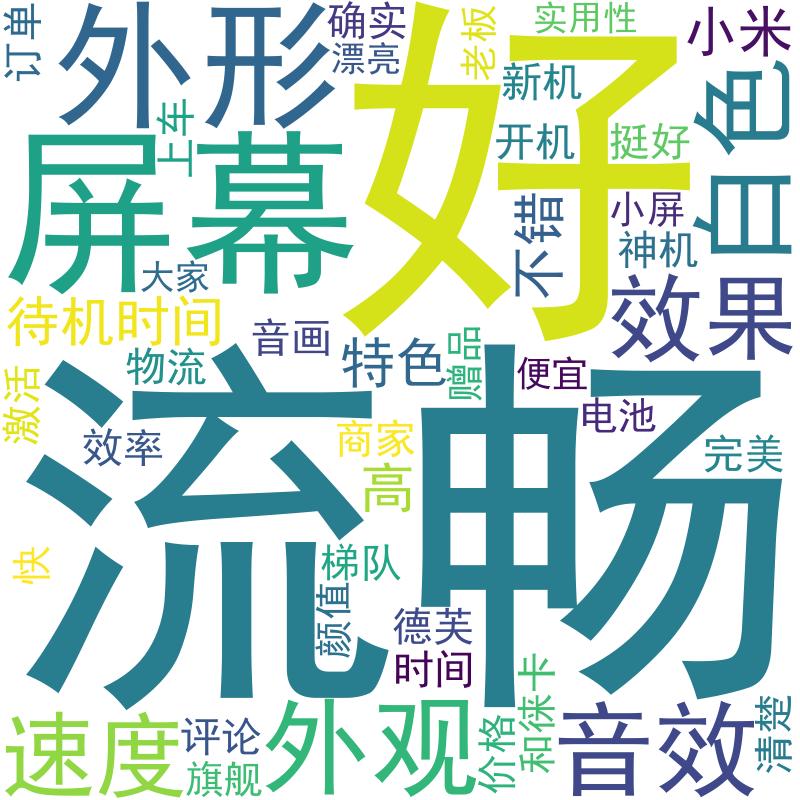 订单
外形
确实
漂亮
老板
实用性
小米
好
新机
上车
屏幕
开机
挺好
白色
不错
小屏
神机
大家
待机时间
音画
物流
特色
赠品
便宜
效果
激活
效率
商家
电池
完美
流畅
高
快
梯队
颜值
德芙
时间
速度
评论
旗舰
外观
价格
和徕卡
音效
清楚